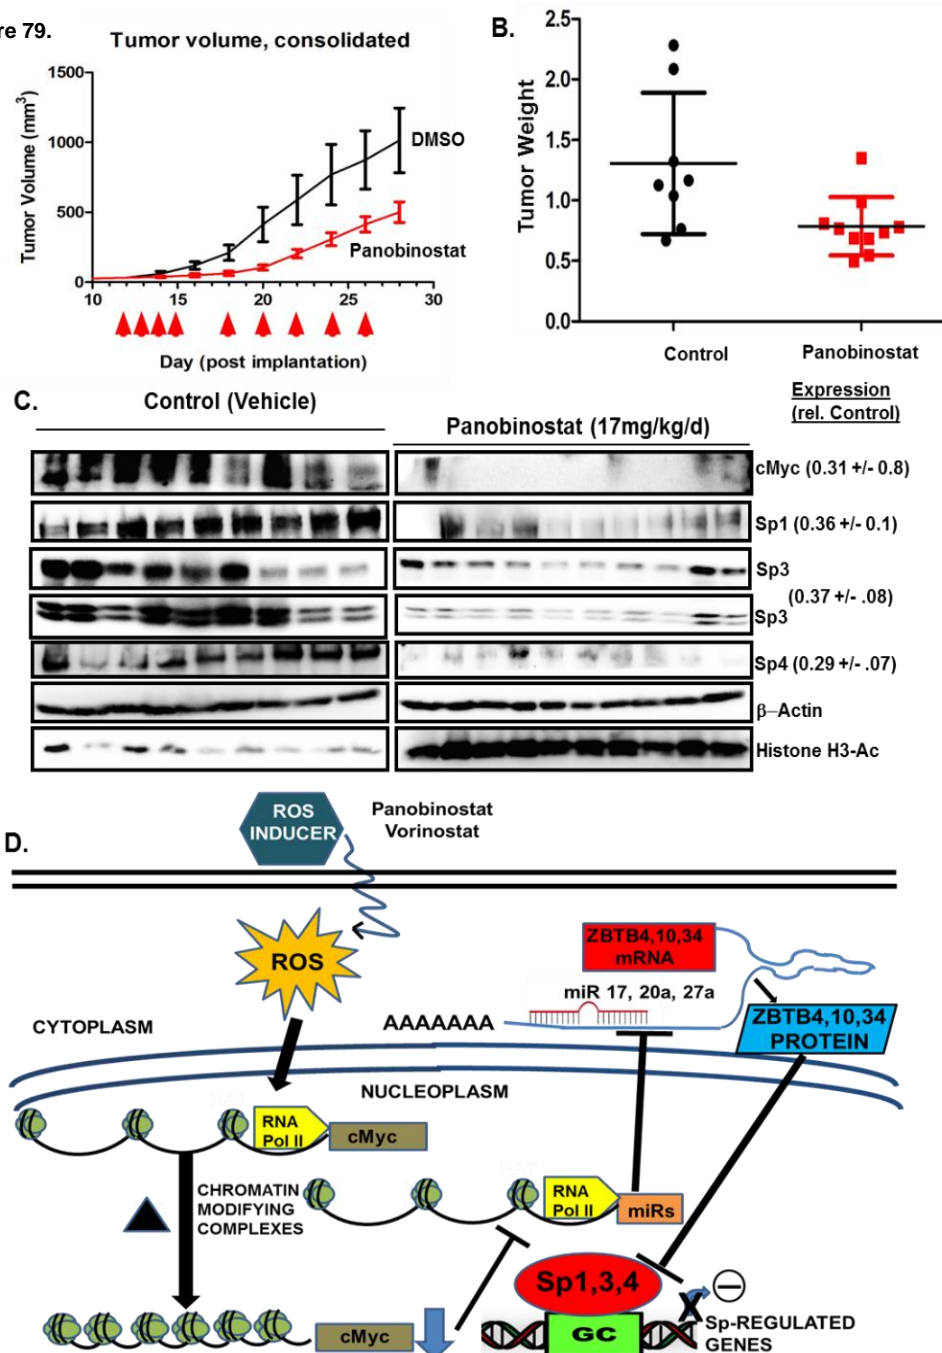 re 79.
Tumor volume, consolidated
1500
1000
500
0
Tumor Volume (mm³)
DMSO
Panobinostat
10 15 20 25 30
Day (post implantation)
B.
2.5
2.0
1.5
1.0
0.5
0.0
Tumor Weight
Control
Panobinostat
C.
Control (Vehicle)
Panobinostat (17mg/kg/d)
Expression
(rel. Control)
cMyc (0.31 +/- 0.8)
Sp1 (0.36 +/- 0.1)
Sp3
(0.37 +/- .08)
Sp3
Sp4 (0.29 +/- .07)
β–Actin
Histone H3-Ac
D.
ROS
INDUCER
Panobinostat
Vorinostat
ROS
ZBTB4,10,34
mRNA
miR 17, 20a, 27a
AAAAAAA
CYTOPLASM
ZBTB4,10,34
PROTEIN
NUCLEOPLASM
RNA
Pol II
cMyc
CHROMATIN
MODIFYING
COMPLEXES
RNA
Pol II
miRs
Sp1,3,4
GC
X
Sp-REGULATED
GENES
cMyc